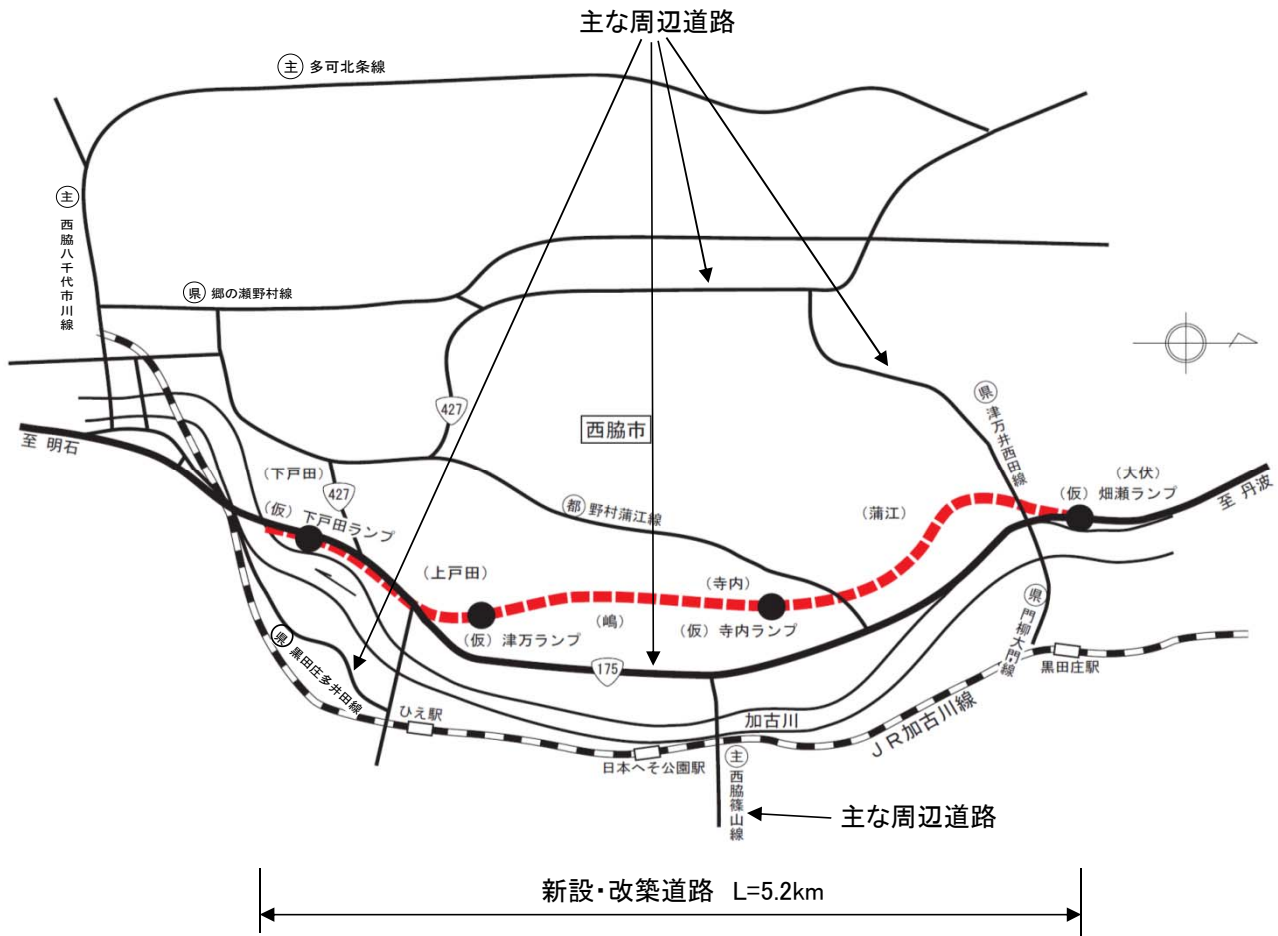 主な周辺道路
主 多可北条線
主 西脇八千代市川線
県 郷の瀬野村線
427
西脇市
県 津万井西田線
至 明石
(下戸田)
427
(仮) 下戸田ランプ
都 野村蒲江線
(蒲江)
(大伏)
(仮) 畑瀬ランプ
至 丹波
(上戸田)
(仮) 津万ランプ
(嶋)
(寺内)
(仮) 寺内ランプ
県 門柳大門線
県 黒田庄多井田線
175
黒田庄駅
ひえ駅
加古川
JR加古川線
日本へそ公園駅
主 西脇篠山線
主な周辺道路
新設・改築道路 L=5.2km